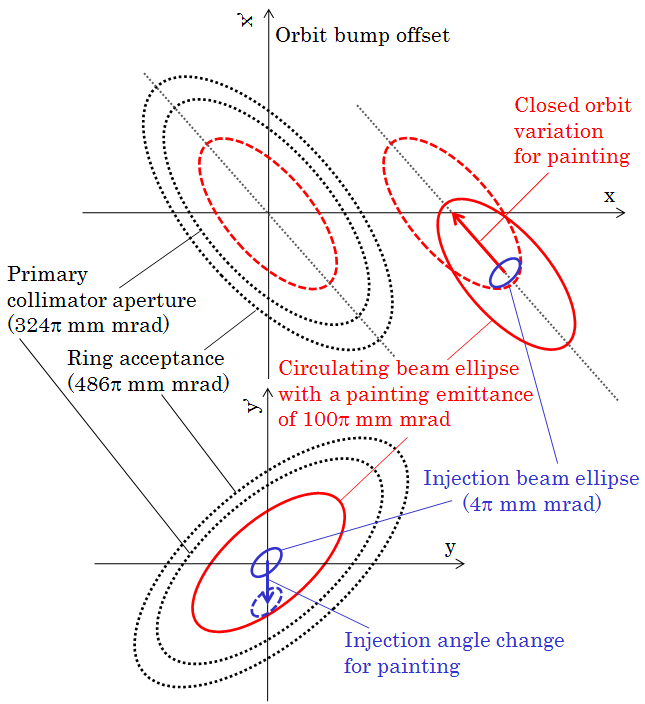 x'
Orbit bump offset
Closed orbit
variation
for painting
x
Primary
collimator aperture
(324π mm mrad)
Ring acceptance
(486π mm mrad)
Circulating beam ellipse
with a painting emittance
of 100π mm mrad
y'
Injection beam ellipse
(4π mm mrad)
y
Injection angle change
for painting